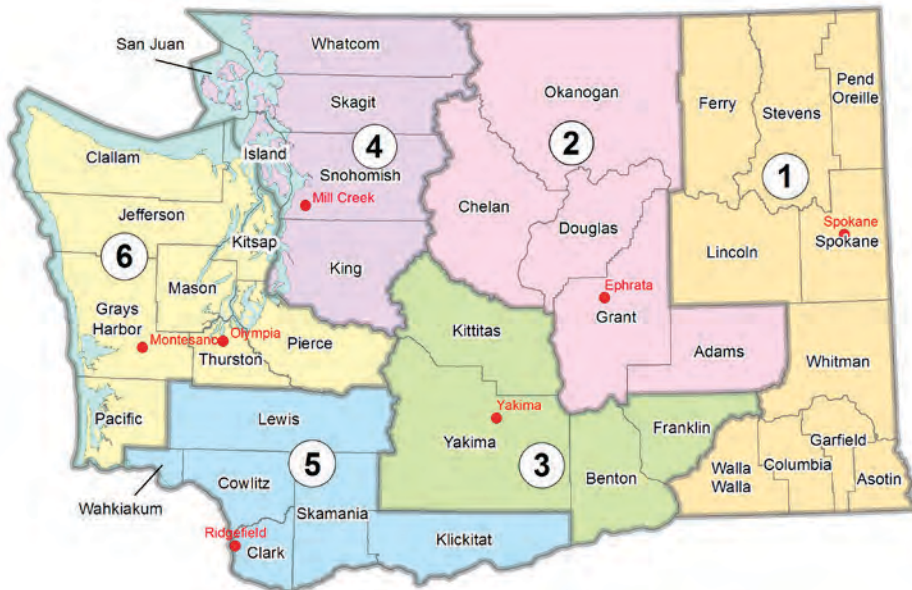 San Juan
Whatcom
Skagit
Island
4
Snohomish
Mill Creek
King
Okanogan
2
Chelan
Douglas
Ephrata
Grant
Adams
Ferry
Stevens
Pend
Oreille
1
Spokane
Spokane
Lincoln
Whitman
Garfield
Columbia
Walla
Walla
Asotin
Clallam
Jefferson
Kitsap
6
Mason
Grays
Harbor
Montesano
Olympia
Thurston
Pierce
Pacific
Kittitas
Yakima
Yakima
3
Benton
Franklin
Lewis
5
Cowlitz
Wahkiakum
Skamania
Ridgefield
Clark
Klickitat